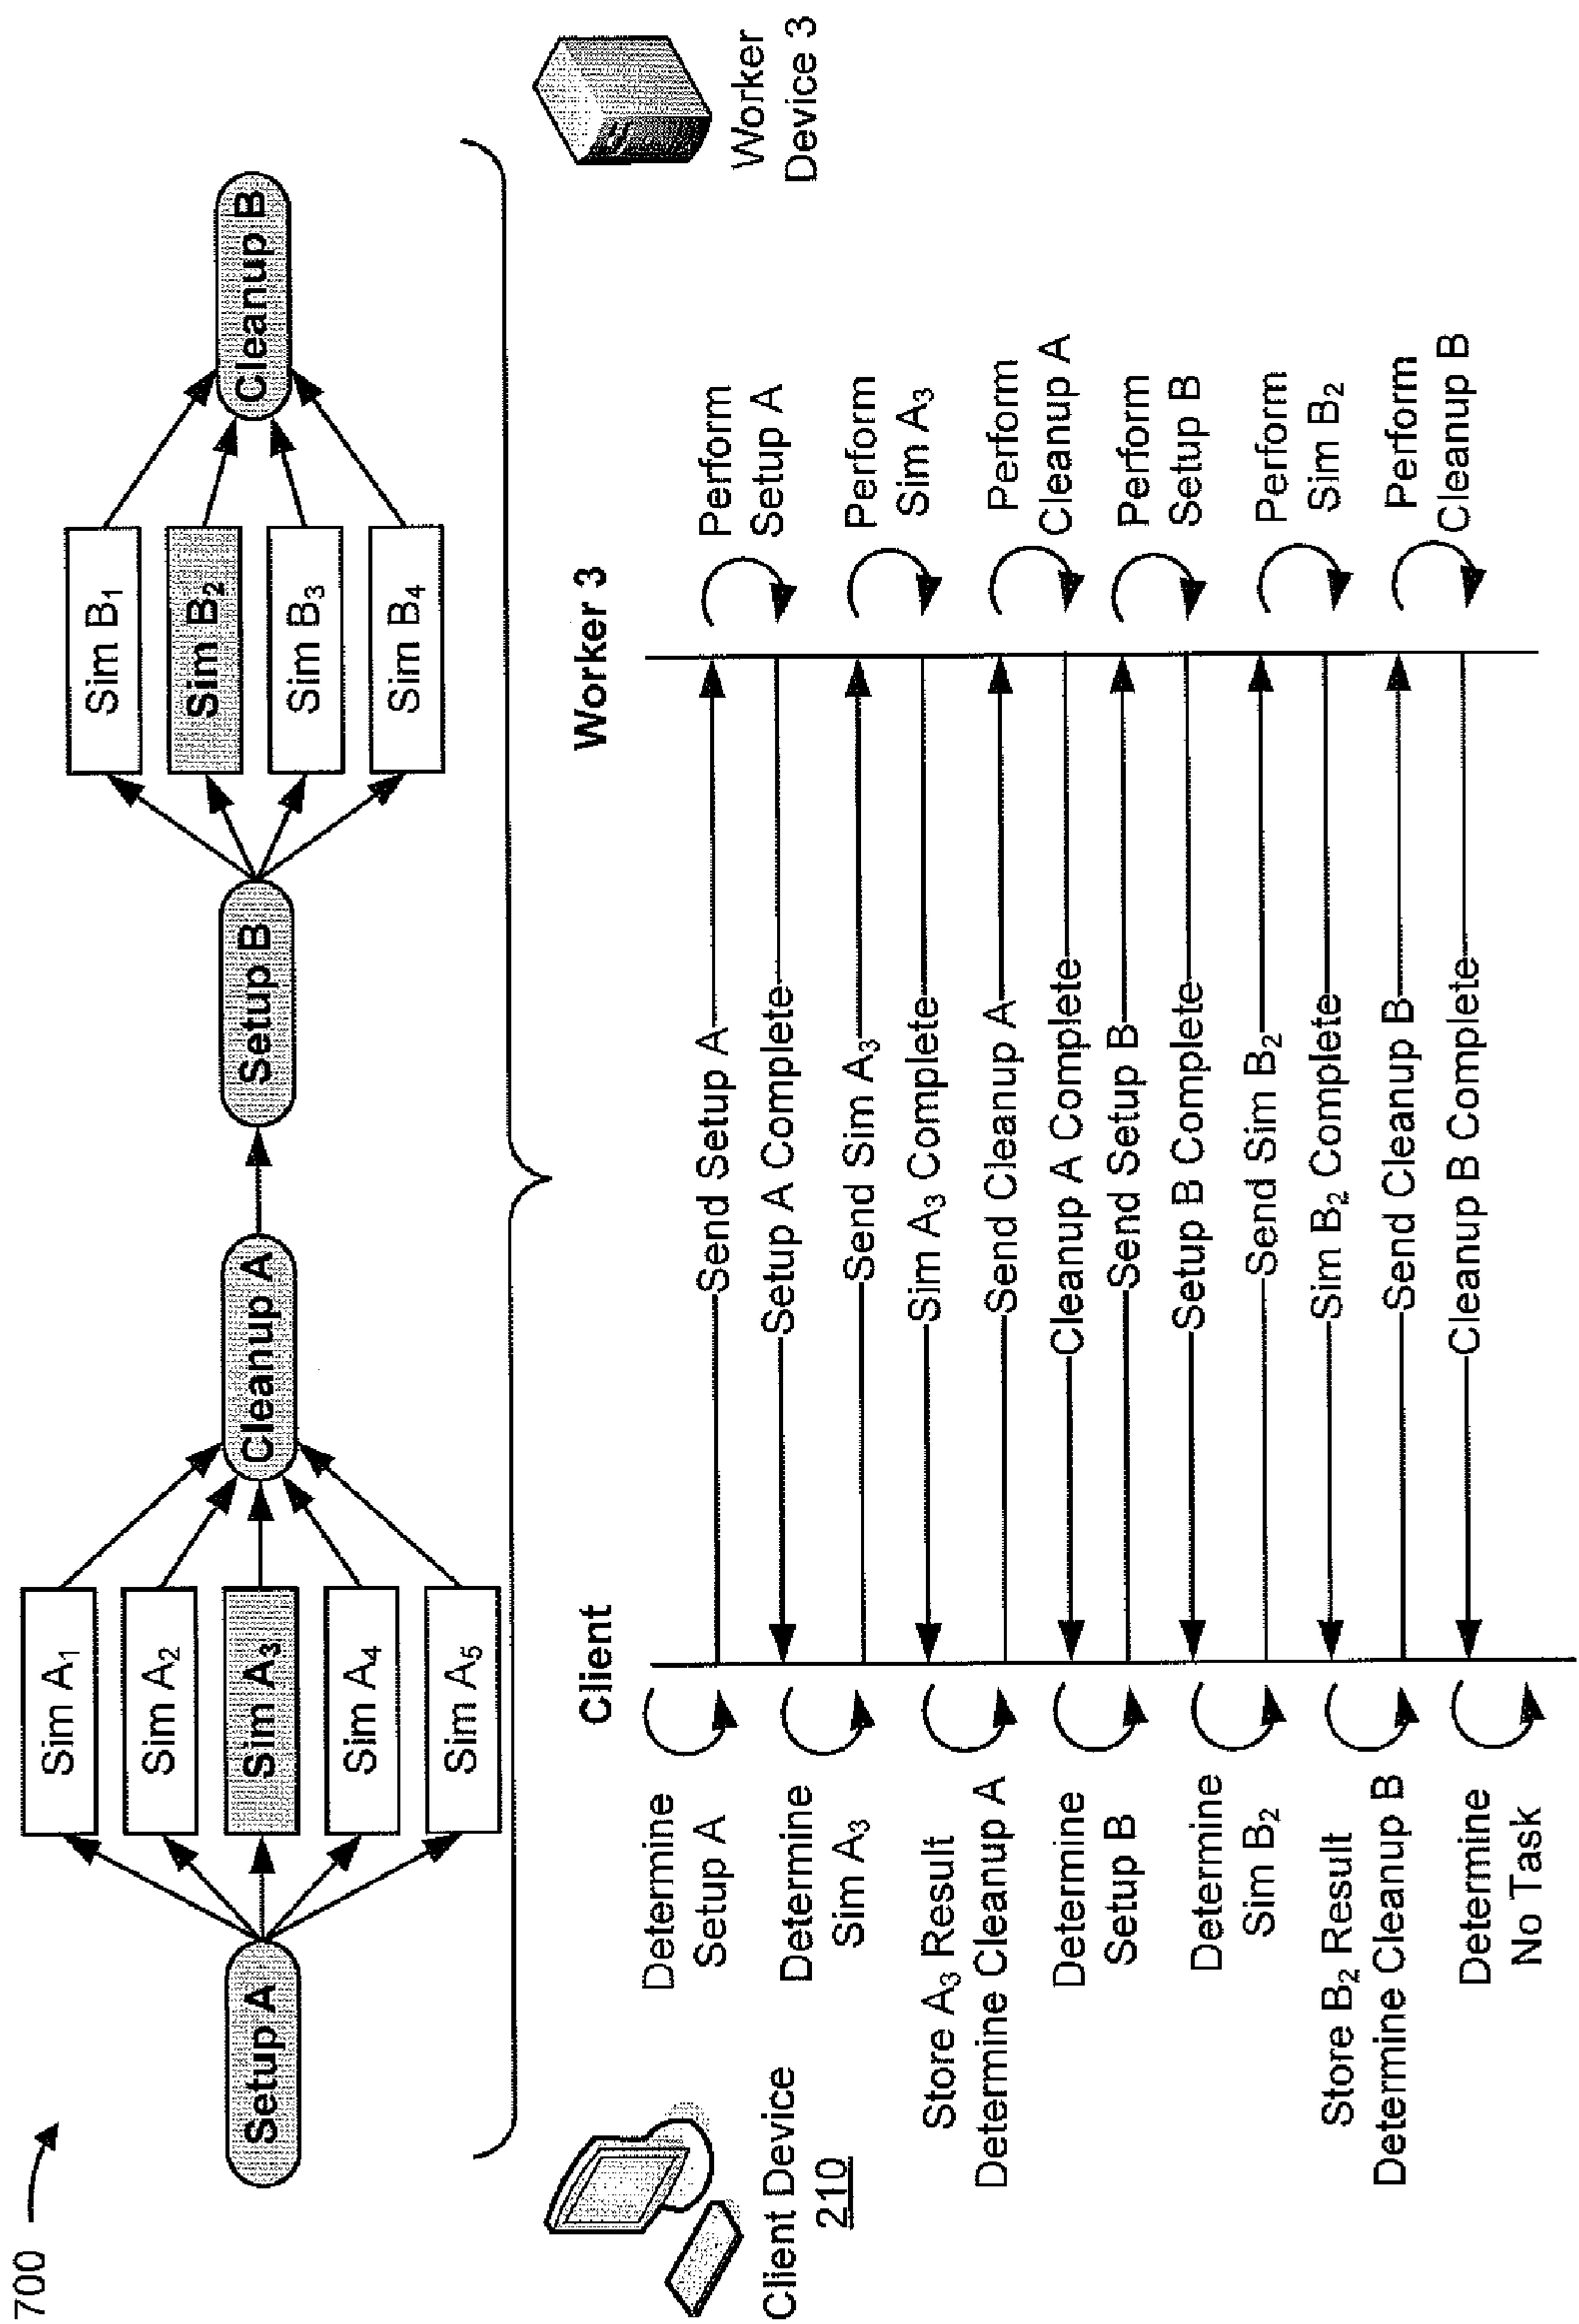 700
Setup A
Sim A₁
Sim A₂
Sim A₃
Sim A₄
Sim A₅
Cleanup A
Setup B
Sim B₁
Sim B₂
Sim B₃
Sim B₄
Cleanup B
Client Device
210
Client
Worker 3
Worker
Device 3
Determine
Setup A
Send Setup A
Perform
Setup A
Setup A Complete
Determine
Sim A₃
Send Sim A₃
Perform
Sim A₃
Sim A₃ Complete
Store A₃ Result
Determine Cleanup A
Send Cleanup A
Perform
Cleanup A
Cleanup A Complete
Determine
Setup B
Send Setup B
Perform
Setup B
Setup B Complete
Determine
Sim B₂
Send Sim B₂
Perform
Sim B₂
Sim B₂ Complete
Store B₂ Result
Determine Cleanup B
Send Cleanup B
Perform
Cleanup B
Cleanup B Complete
Determine
No Task